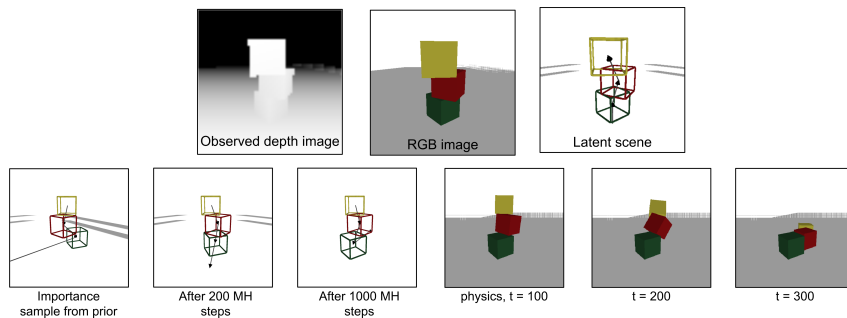 Observed depth image
RGB image
Latent scene
Importance
sample from prior
After 200 MH
steps
After 1000 MH
steps
physics, t = 100
t = 200
t = 300